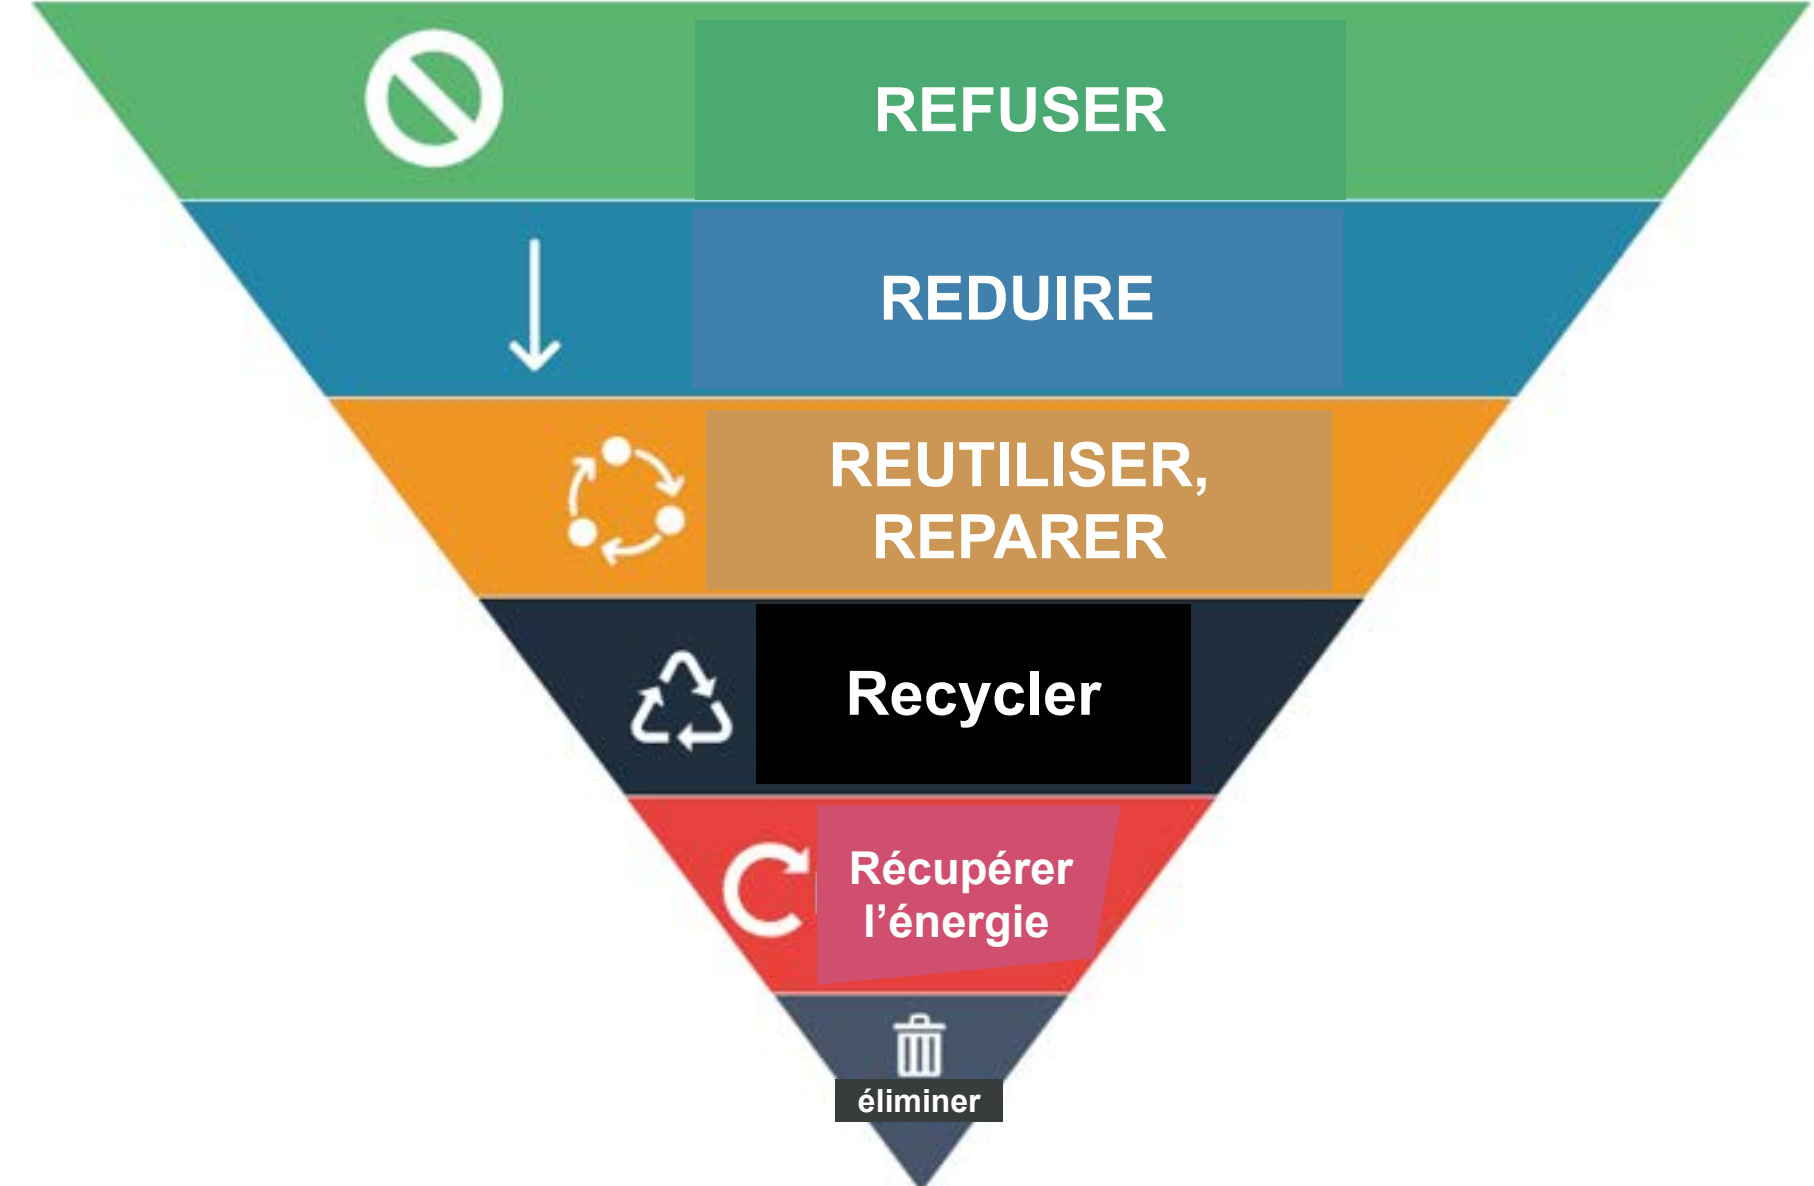 REFUSER
REDUIRE
REUTILISER,
REPARER
Recycler
Récupérer
l’énergie
éliminer